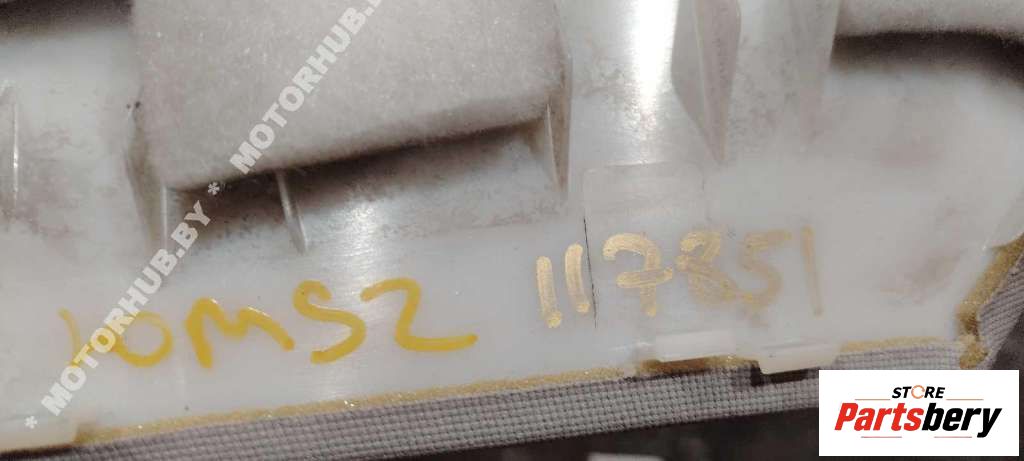 * MOTORHUB.BY * MOTORHUB.BY
10MS2 117851
STORE
Partsbery